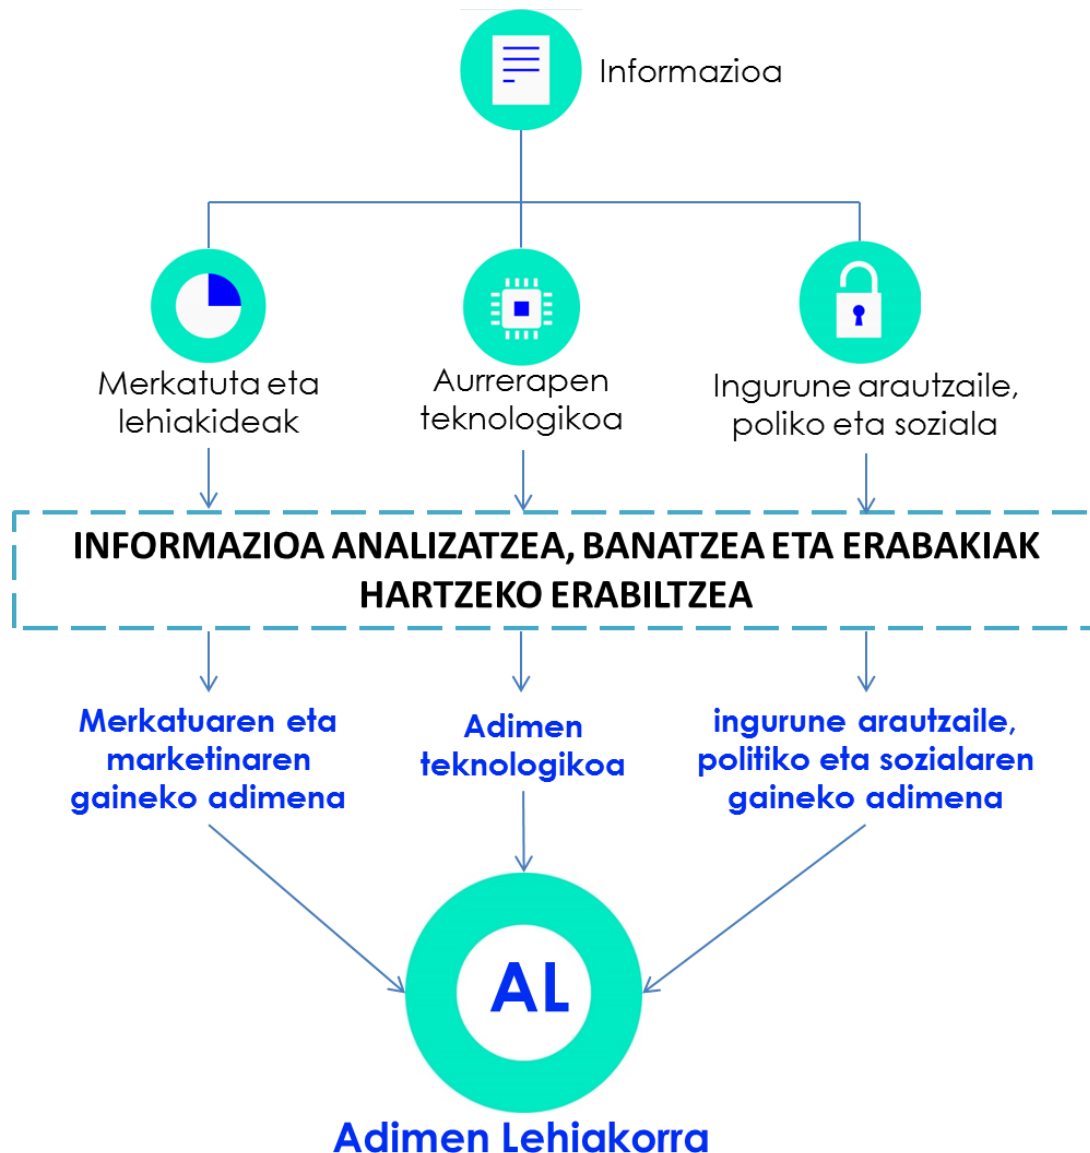 Informazioa
Merkatuta eta
lehiakideak
Aurrerapen
teknologikoa
Ingurune arautzaile,
poliko eta soziala
INFORMAZIOA ANALIZATZEA, BANATZEA ETA ERABAKIAK
HARTZEKO ERABILTZEA
Merkatuaren eta
marketinaren
gaineko adimena
Adimen
teknologikoa
ingurune arautzaile,
politiko eta sozialaren
gaineko adimena
AL
Adimen Lehiakorra